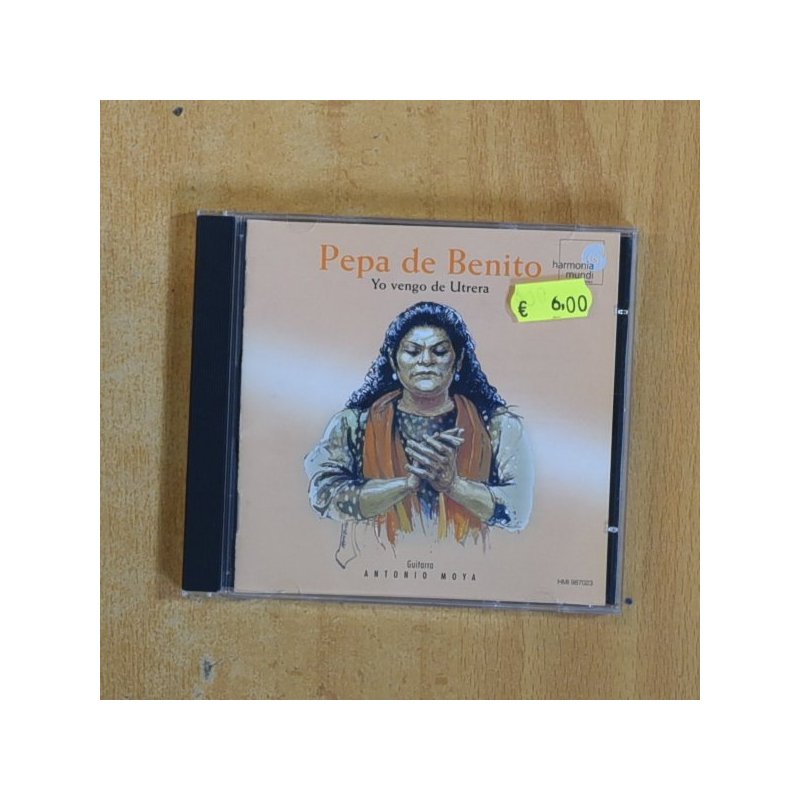 Pepa de Benito
Yo vengo de Utrera
harmonia
mundi
€ 6,00
Guitarra
ANTONIO MOYA
HMI 987023